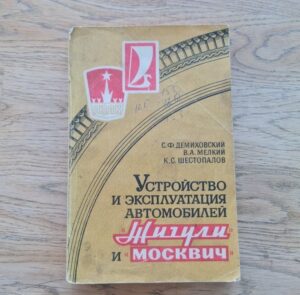 С.Ф.ДЕМИХОВСКИЙ
В.А.МЕЛКИЙ
К.С.ШЕСТОПАЛОВ
УСТРОЙСТВО
И ЭКСПЛУАТАЦИЯ
АВТОМОБИЛЕЙ
"Жигули"
И "МОСКВИЧ"